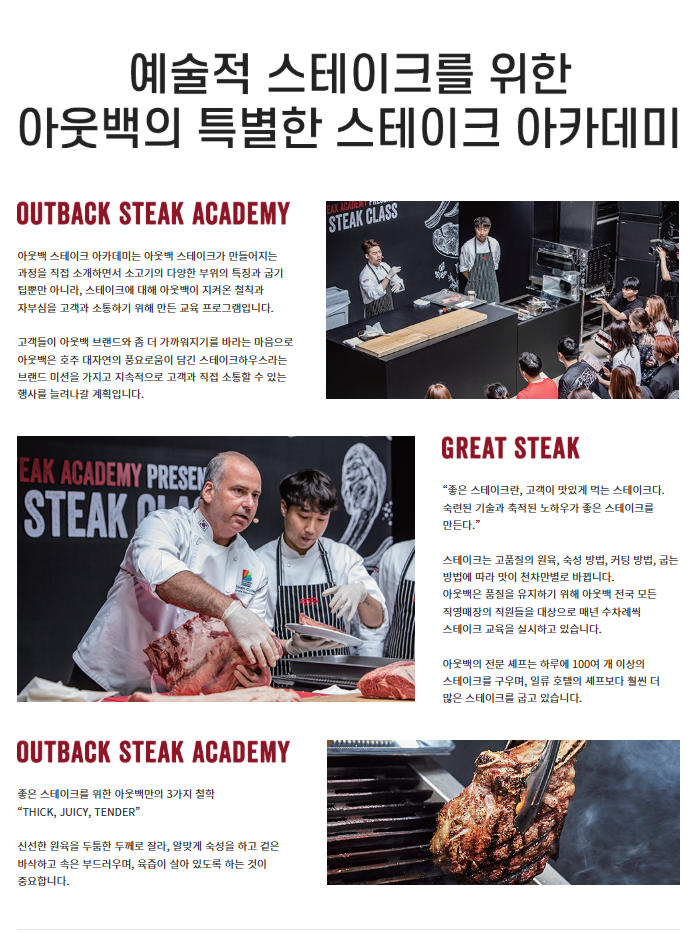 예술적 스테이크를 위한
아웃백의 특별한 스테이크 아카데미
OUTBACK STEAK ACADEMY
아웃백 스테이크 아카데미는 아웃백 스테이크가 만들어지는
과정을 직접 소개하면서 소고기의 다양한 부위의 특징과 굽기
팁뿐만 아니라, 스테이크에 대해 아웃백이 지켜온 철칙과
자부심을 고객과 소통하기 위해 만든 교육 프로그램입니다.
고객들이 아웃백 브랜드와 좀 더 가까워지기를 바라는 마음으로
아웃백은 호주 대자연의 풍요로움이 담긴 스테이크하우스라는
브랜드 미션을 가지고 지속적으로 고객과 직접 소통할 수 있는
행사를 늘려나갈 계획입니다.
EAK ACADEMY PRESEN
STEAK CLASS
EAK ACADEMY PRESEN
STEAK CLAS
GREAT STEAK
“좋은 스테이크란, 고객이 맛있게 먹는 스테이크다.
숙련된 기술과 축적된 노하우가 좋은 스테이크를
만든다.”
스테이크는 고품질의 원육, 숙성 방법, 커팅 방법, 굽는
방법에 따라 맛이 천차만별로 바뀝니다.
아웃백은 품질을 유지하기 위해 아웃백 전국 모든
직영매장의 직원들을 대상으로 매년 수차례씩
스테이크 교육을 실시하고 있습니다.
아웃백의 전문 셰프는 하루에 100여 개 이상의
스테이크를 구우며, 일류 호텔의 셰프보다 훨씬 더
많은 스테이크를 굽고 있습니다.
OUTBACK STEAK ACADEMY
좋은 스테이크를 위한 아웃백만의 3가지 철학
“THICK, JUICY, TENDER”
신선한 원육을 두툼한 두께로 잘라, 알맞게 숙성을 하고 겉은
바삭하고 속은 부드러우며, 육즙이 살아 있도록 하는 것이
중요합니다.